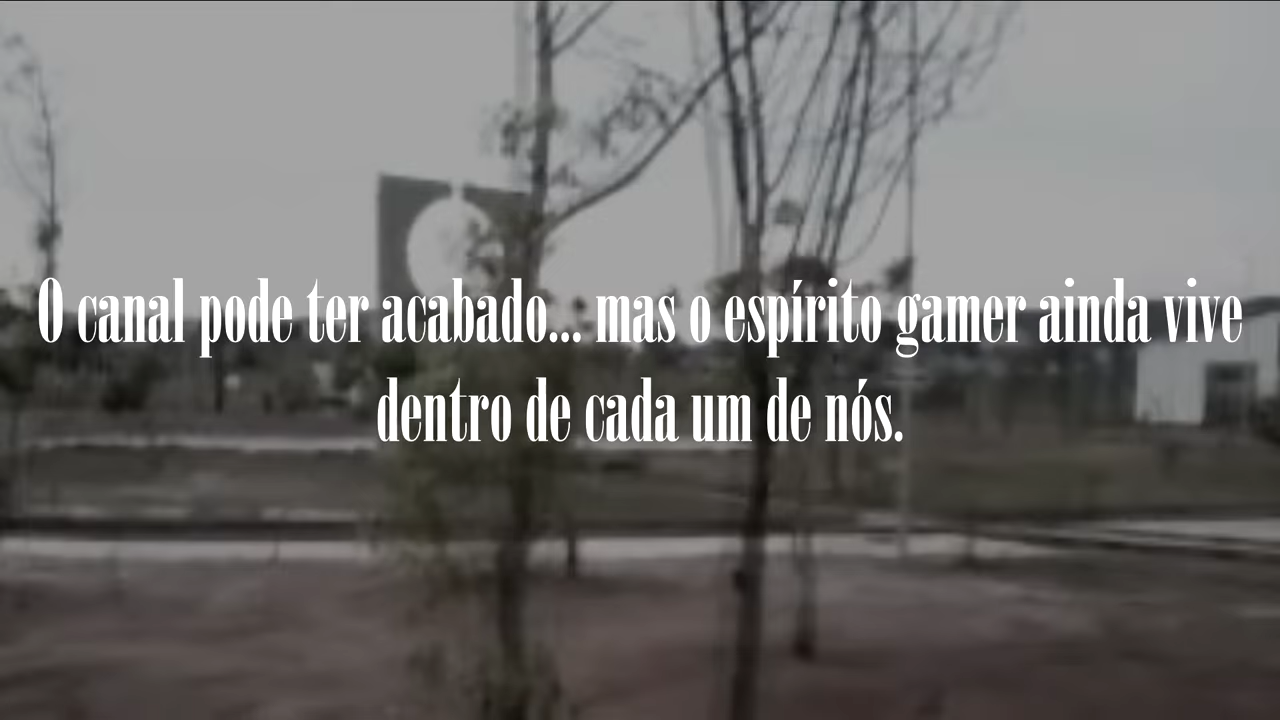 O canal pode ter acabado... mas o espírito gamer ainda vive
dentro de cada um de nós.